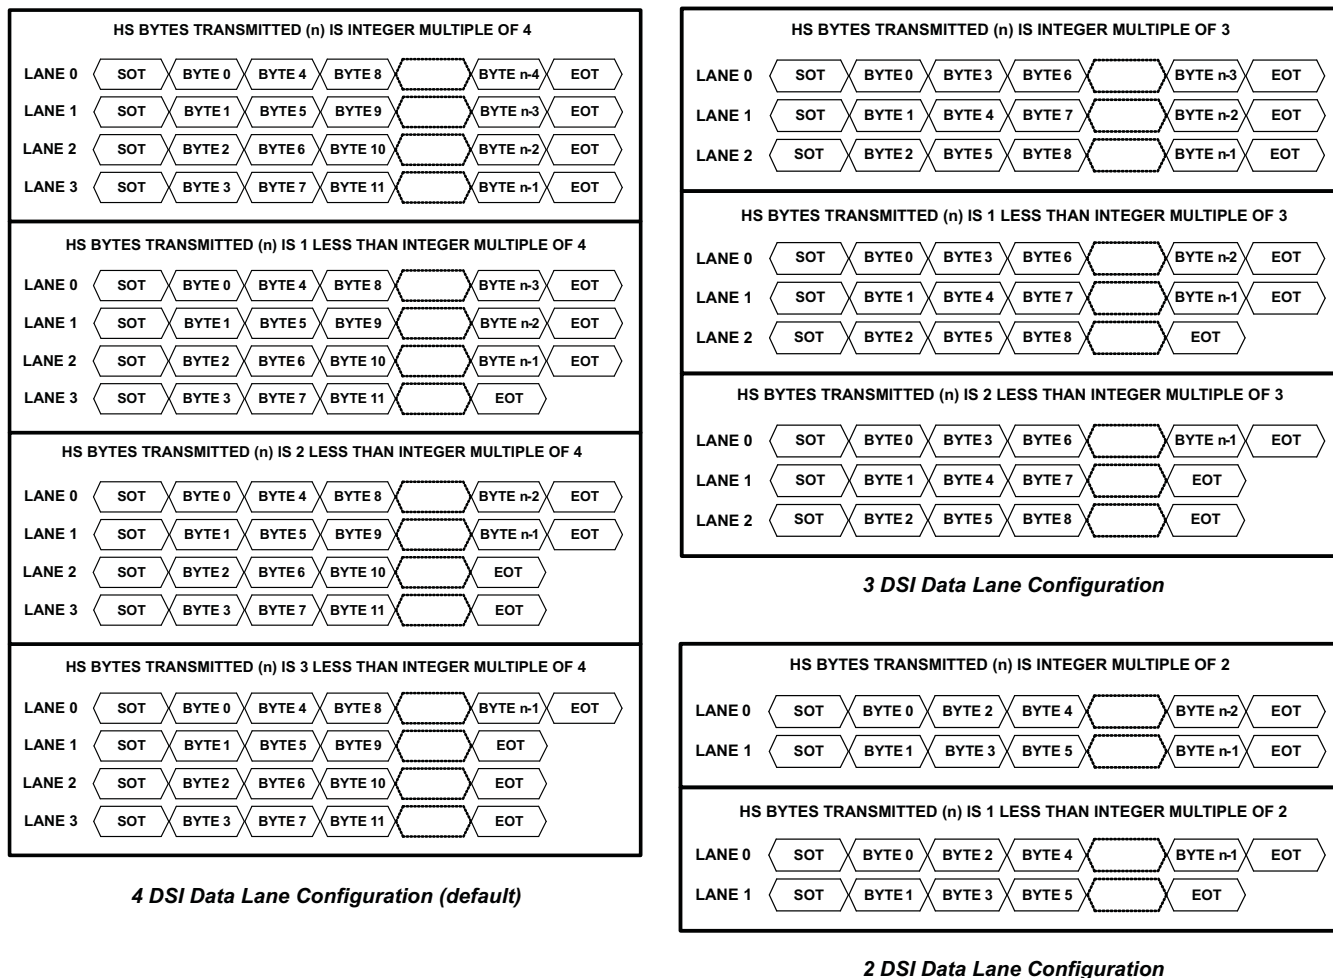 HS BYTES TRANSMITTED (n) IS INTEGER MULTIPLE OF 4
LANE 0 SOT BYTE 0 BYTE 4 BYTE 8 BYTE n-4 EOT
LANE 1 SOT BYTE 1 BYTE 5 BYTE 9 BYTE n-3 EOT
LANE 2 SOT BYTE 2 BYTE 6 BYTE 10 BYTE n-2 EOT
LANE 3 SOT BYTE 3 BYTE 7 BYTE 11 BYTE n-1 EOT
HS BYTES TRANSMITTED (n) IS 1 LESS THAN INTEGER MULTIPLE OF 4
LANE 0 SOT BYTE 0 BYTE 4 BYTE 8 BYTE n-3 EOT
LANE 1 SOT BYTE 1 BYTE 5 BYTE 9 BYTE n-2 EOT
LANE 2 SOT BYTE 2 BYTE 6 BYTE 10 BYTE n-1 EOT
LANE 3 SOT BYTE 3 BYTE 7 BYTE 11 EOT
HS BYTES TRANSMITTED (n) IS 2 LESS THAN INTEGER MULTIPLE OF 4
LANE 0 SOT BYTE 0 BYTE 4 BYTE 8 BYTE n-2 EOT
LANE 1 SOT BYTE 1 BYTE 5 BYTE 9 BYTE n-1 EOT
LANE 2 SOT BYTE 2 BYTE 6 BYTE 10 EOT
LANE 3 SOT BYTE 3 BYTE 7 BYTE 11 EOT
HS BYTES TRANSMITTED (n) IS 3 LESS THAN INTEGER MULTIPLE OF 4
LANE 0 SOT BYTE 0 BYTE 4 BYTE 8 BYTE n-1 EOT
LANE 1 SOT BYTE 1 BYTE 5 BYTE 9 EOT
LANE 2 SOT BYTE 2 BYTE 6 BYTE 10 EOT
LANE 3 SOT BYTE 3 BYTE 7 BYTE 11 EOT
4 DSI Data Lane Configuration (default)
HS BYTES TRANSMITTED (n) IS INTEGER MULTIPLE OF 3
LANE 0 SOT BYTE 0 BYTE 3 BYTE 6 BYTE n-3 EOT
LANE 1 SOT BYTE 1 BYTE 4 BYTE 7 BYTE n-2 EOT
LANE 2 SOT BYTE 2 BYTE 5 BYTE 8 BYTE n-1 EOT
HS BYTES TRANSMITTED (n) IS 1 LESS THAN INTEGER MULTIPLE OF 3
LANE 0 SOT BYTE 0 BYTE 3 BYTE 6 BYTE n-2 EOT
LANE 1 SOT BYTE 1 BYTE 4 BYTE 7 BYTE n-1 EOT
LANE 2 SOT BYTE 2 BYTE 5 BYTE 8 EOT
HS BYTES TRANSMITTED (n) IS 2 LESS THAN INTEGER MULTIPLE OF 3
LANE 0 SOT BYTE 0 BYTE 3 BYTE 6 BYTE n-1 EOT
LANE 1 SOT BYTE 1 BYTE 4 BYTE 7 EOT
LANE 2 SOT BYTE 2 BYTE 5 BYTE 8 EOT
3 DSI Data Lane Configuration
HS BYTES TRANSMITTED (n) IS INTEGER MULTIPLE OF 2
LANE 0 SOT BYTE 0 BYTE 2 BYTE 4 BYTE n-2 EOT
LANE 1 SOT BYTE 1 BYTE 3 BYTE 5 BYTE n-1 EOT
HS BYTES TRANSMITTED (n) IS 1 LESS THAN INTEGER MULTIPLE OF 2
LANE 0 SOT BYTE 0 BYTE 2 BYTE 4 BYTE n-1 EOT
LANE 1 SOT BYTE 1 BYTE 3 BYTE 5 EOT
2 DSI Data Lane Configuration